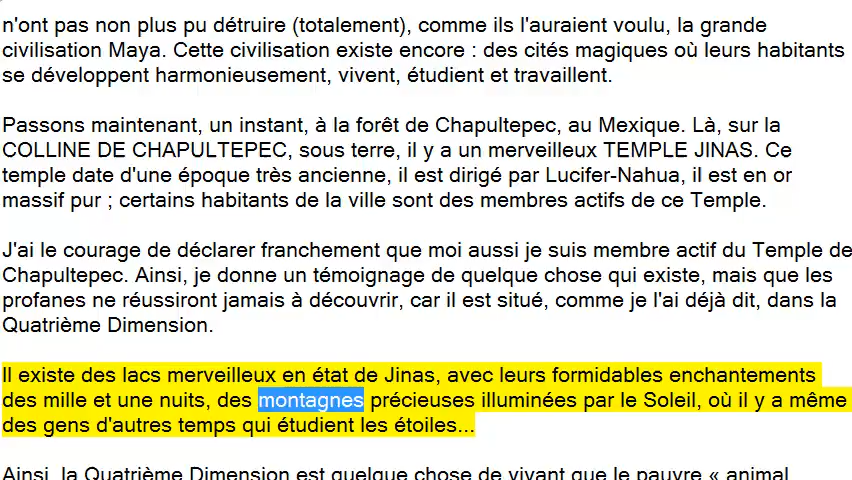 n'ont pas non plus pu détruire (totalement), comme ils l'auraient voulu, la grande
civilisation Maya. Cette civilisation existe encore : des cités magiques où leurs habitants
se développent harmonieusement, vivent, étudient et travaillent.
Passons maintenant, un instant, à la forêt de Chapultepec, au Mexique. Là, sur la
COLLINE DE CHAPULTEPEC, sous terre, il y a un merveilleux TEMPLE JINAS. Ce
temple date d'une époque très ancienne, il est dirigé par Lucifer-Nahua, il est en or
massif pur ; certains habitants de la ville sont des membres actifs de ce Temple.
J'ai le courage de déclarer franchement que moi aussi je suis membre actif du Temple de
Chapultepec. Ainsi, je donne un témoignage de quelque chose qui existe, mais que les
profanes ne réussiront jamais à découvrir, car il est situé, comme je l'ai déjà dit, dans la
Quatrième Dimension.
Il existe des lacs merveilleux en état de Jinas, avec leurs formidables enchantements
des mille et une nuits, des montagnes précieuses illuminées par le Soleil, où il y a même
des gens d'autres temps qui étudient les étoiles...
Ainsi, la Quatrième Dimension est quelque chose de vivant que le pauvre « animal